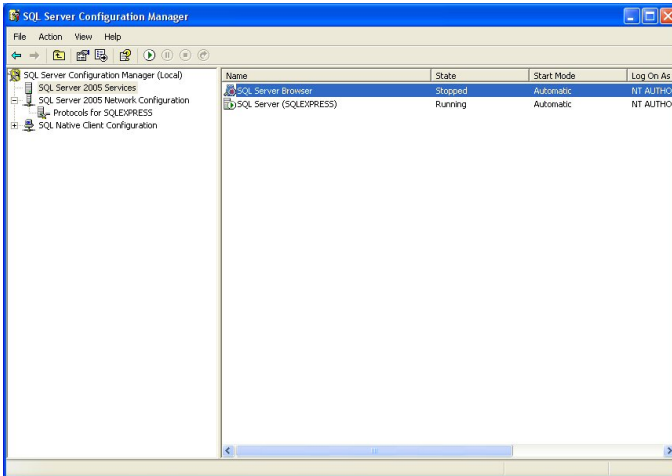 SQL Server Configuration Manager
File Action View Help
SQL Server Configuration Manager (Local)
SQL Server 2005 Services
SQL Server 2005 Network Configuration
Protocols for SQLEXPRESS
SQL Native Client Configuration
Name State Start Mode Log On As
SQL Server Browser Stopped Automatic NT AUTHO
SQL Server (SQLEXPRESS) Running Automatic NT AUTHO